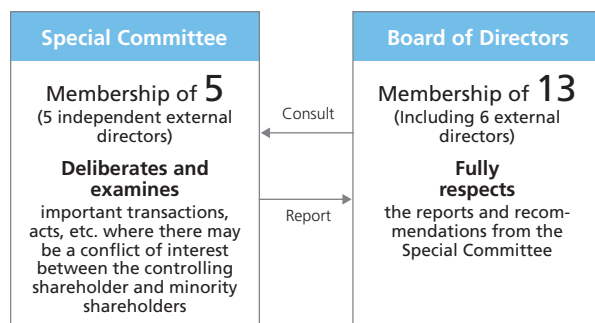 Special Committee
Membership of 5
(5 independent external
directors)
Deliberates and
examines
important transactions,
acts, etc. where there may
be a conflict of interest
between the controlling
shareholder and minority
shareholders
Consult
Report
Board of Directors
Membership of 13
(Including 6 external
directors)
Fully
respects
the reports and recom-
mendations from the
Special Committee